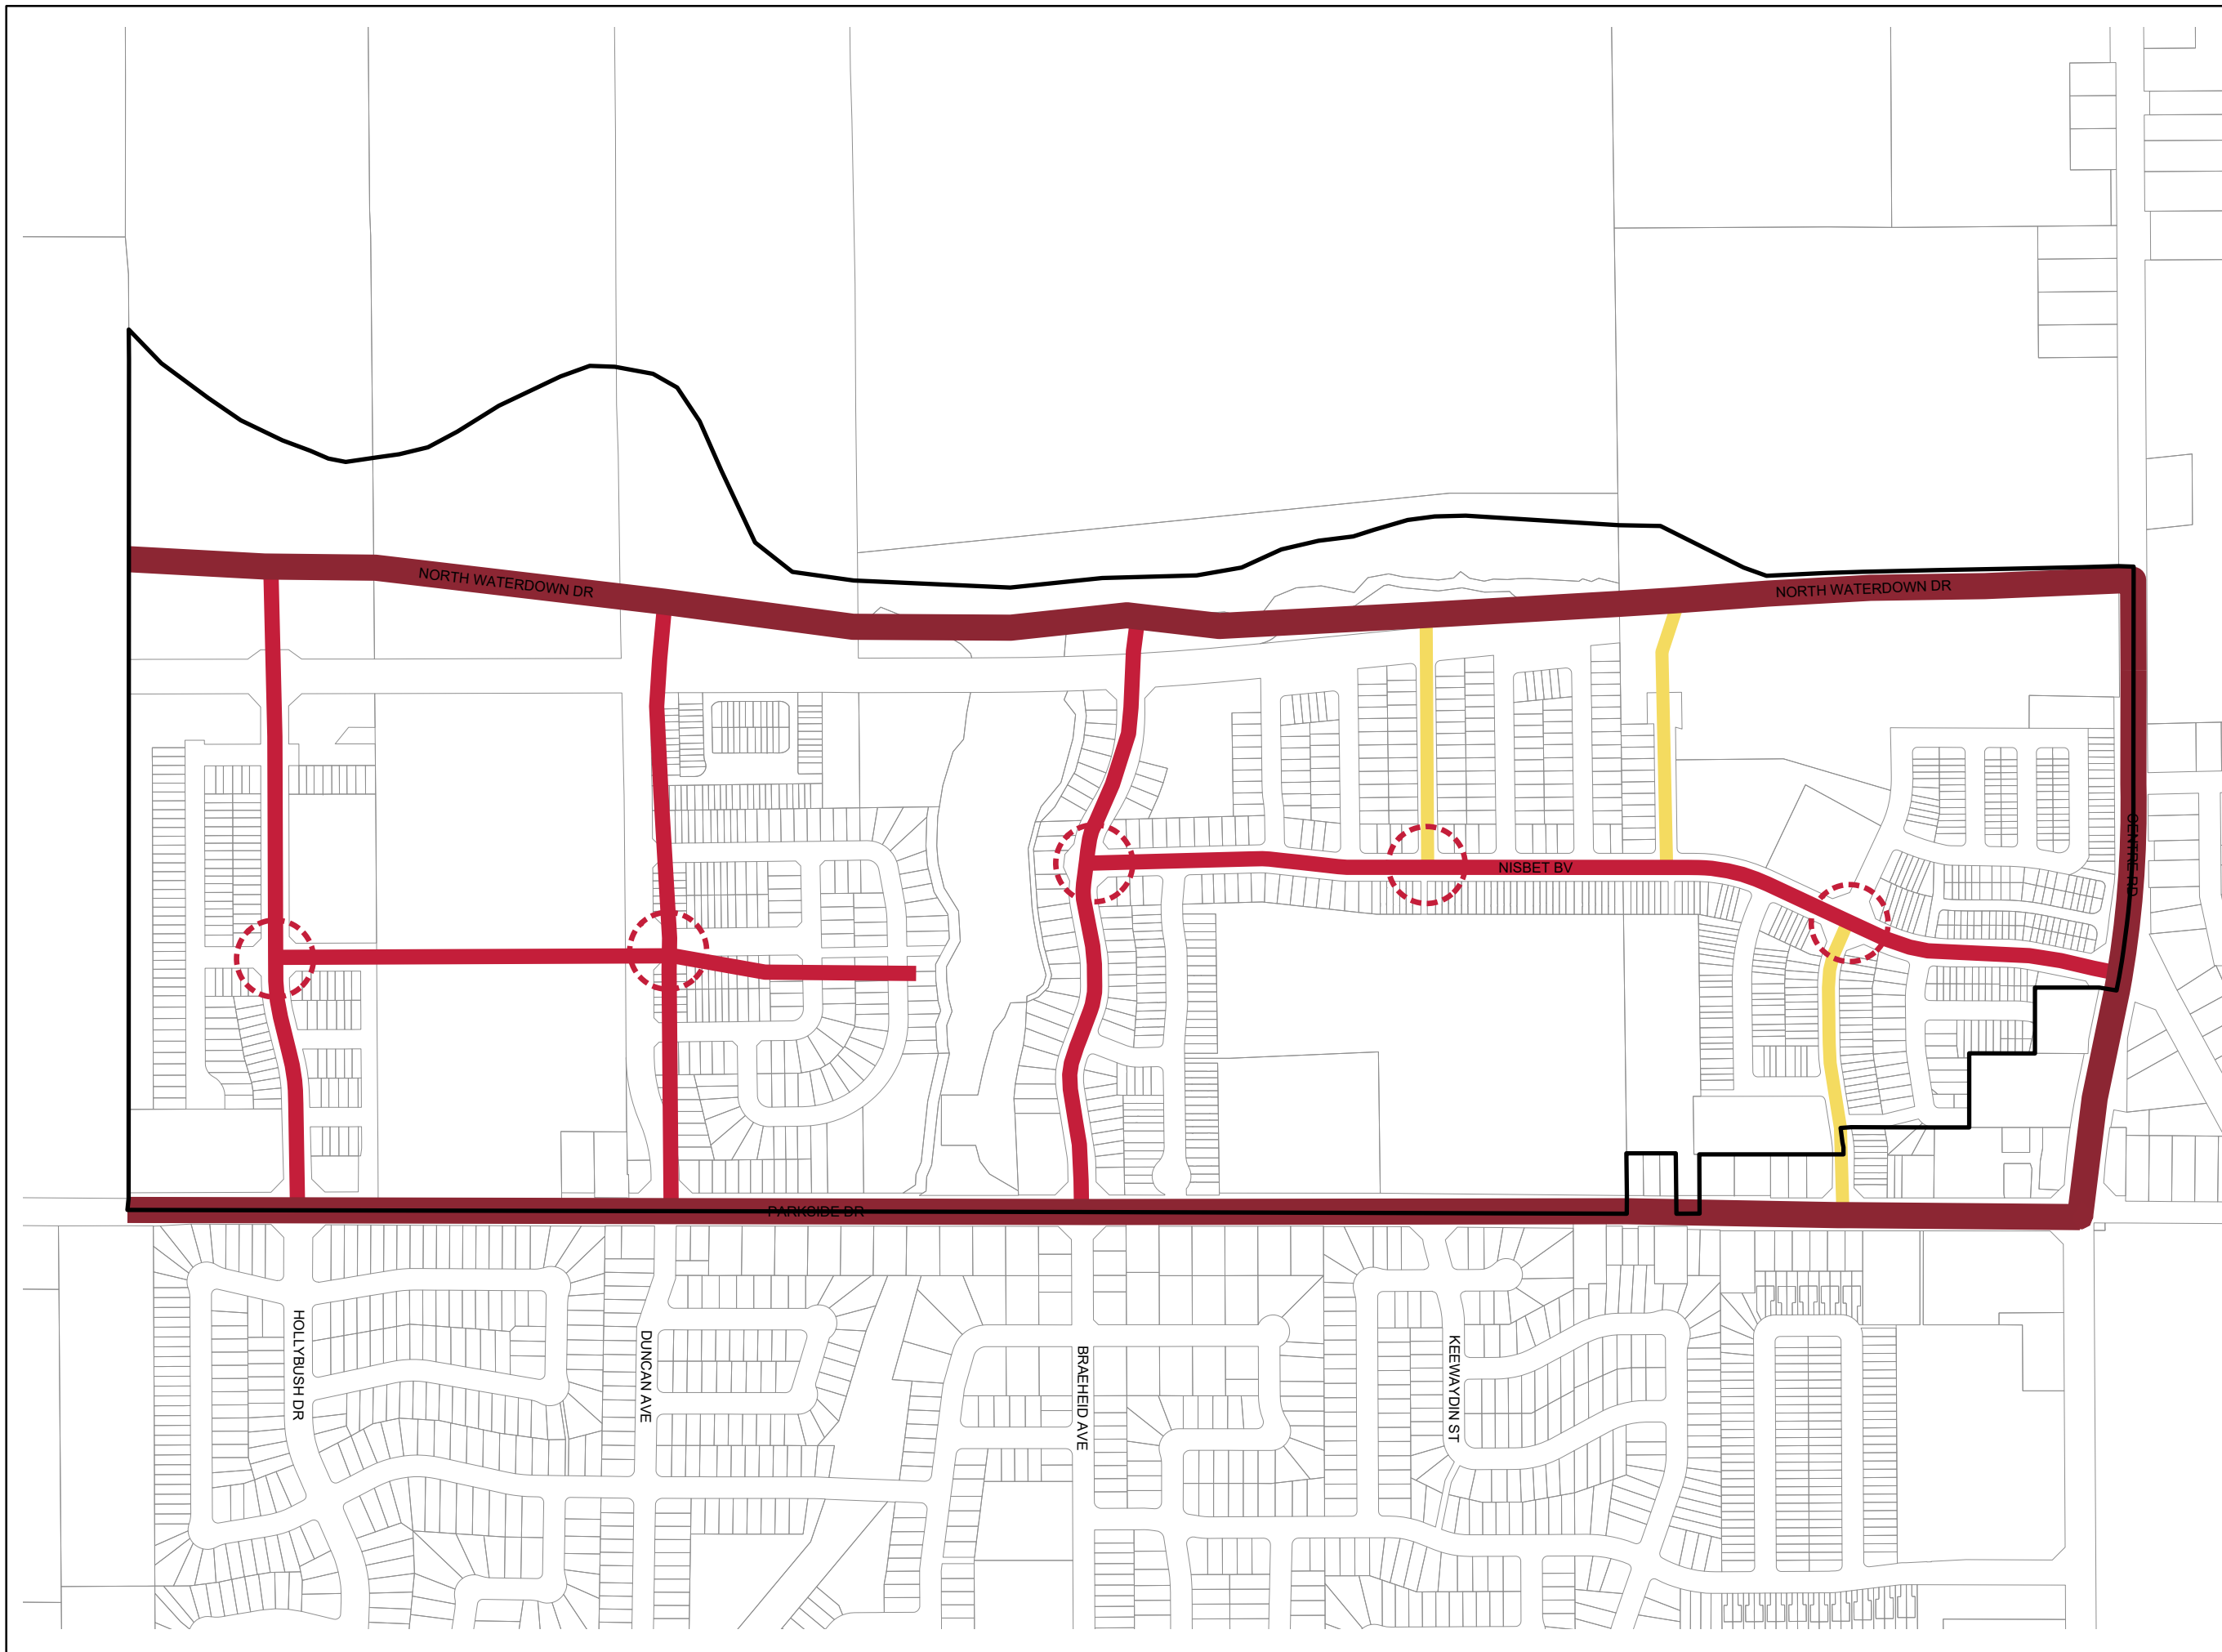 NORTH WATERDOWN DR
NORTH WATERDOWN DR
CENTRE RD
NISBET BV
PARKSIDE DR
HOLLYBUSH DR
DUNCAN AVE
BRAEHEID AVE
KEEWAYDIN ST